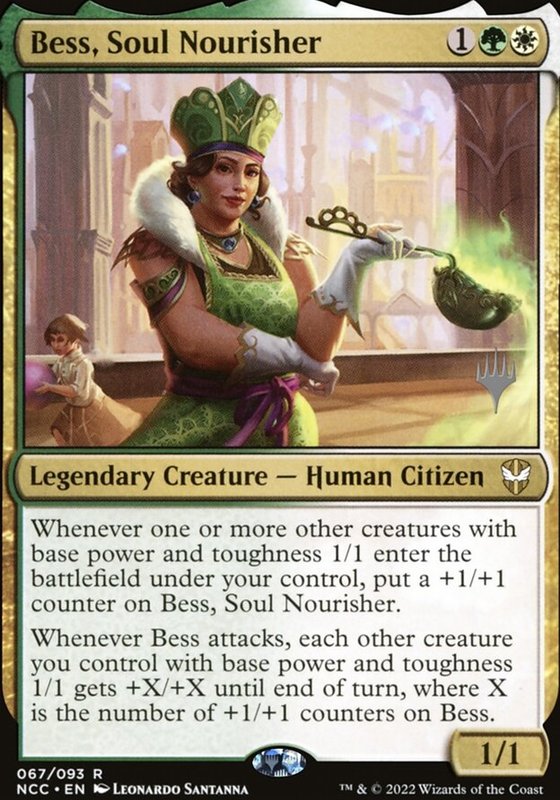 Bess, Soul Nourisher 1
Legendary Creature — Human Citizen
Whenever one or more other creatures with
base power and toughness 1/1 enter the
battlefield under your control, put a +1/+1
counter on Bess, Soul Nourisher.
Whenever Bess attacks, each other creature
you control with base power and toughness
1/1 gets +X/+X until end of turn, where X
is the number of +1/+1 counters on Bess.
1/1
067/093 R
NCC • EN Leonardo Santanna
™ & © 2022 Wizards of the Coast